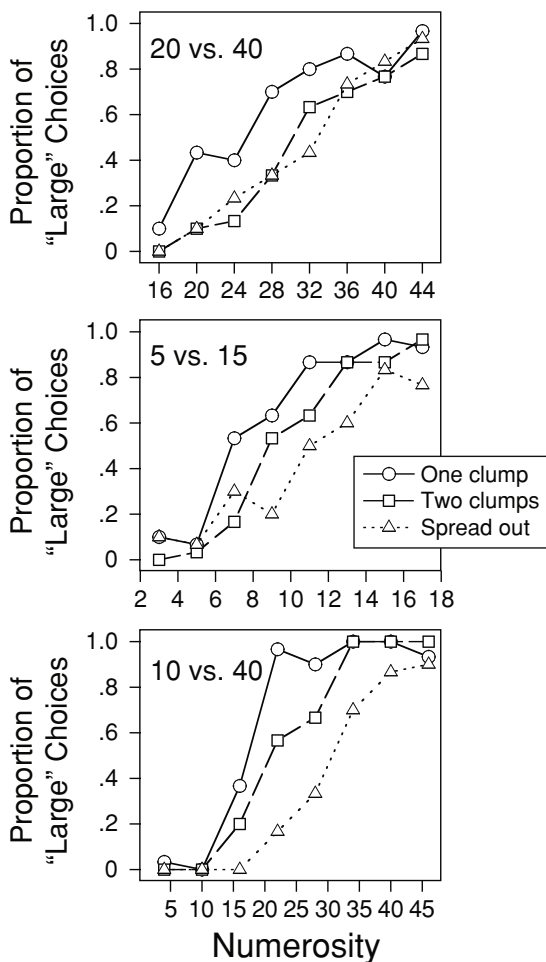 Proportion of
“Large” Choices
20 vs. 40
1.0
.8
.6
.4
.2
0
16 20 24 28 32 36 40 44
Proportion of
“Large” Choices
5 vs. 15
1.0
.8
.6
.4
.2
0
2 4 6 8 10 12 14 16 18
One clump
Two clumps
Spread out
Proportion of
“Large” Choices
10 vs. 40
1.0
.8
.6
.4
.2
0
5 10 15 20 25 30 35 40 45
Numerosity